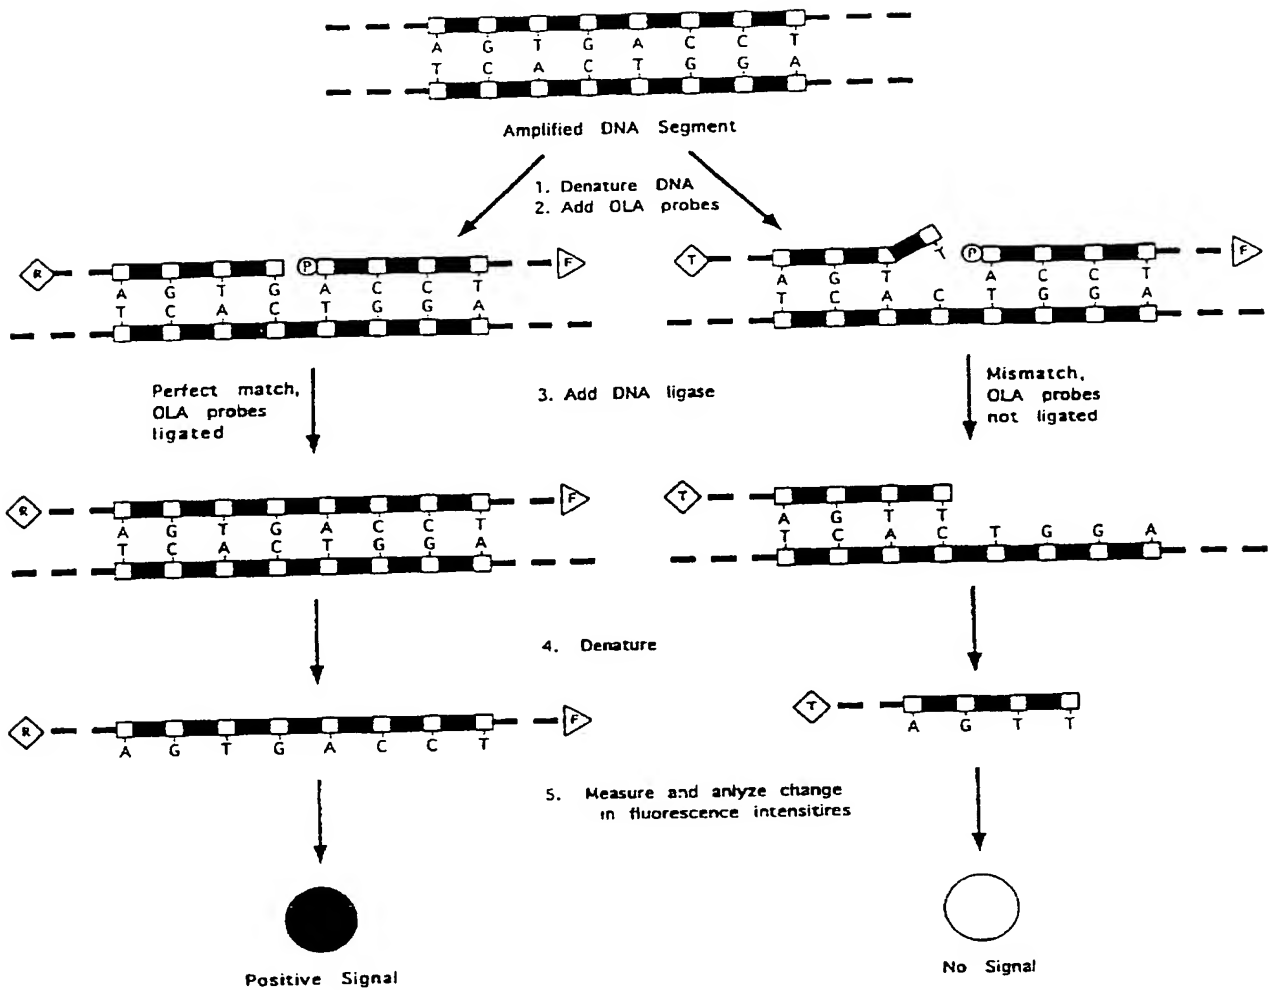 A G T G A C C T
T C A C T G G A
Amplified DNA Segment
1. Denature DNA
2. Add OLA probes
R P F
A G T G A C C T
T C A C T G G A
T P F
A G T T A C C T
T C A C T G G A
Perfect match,
OLA probes
ligated
3. Add DNA ligase
Mismatch,
OLA probes
not ligated
R F
A G T G A C C T
T C A C T G G A
T
A G T T
T C A C T G G A
4. Denature
R F
A G T G A C C T
T
A G T T
5. Measure and anlyze change
in fluorescence intensitires
Positive Signal
No Signal